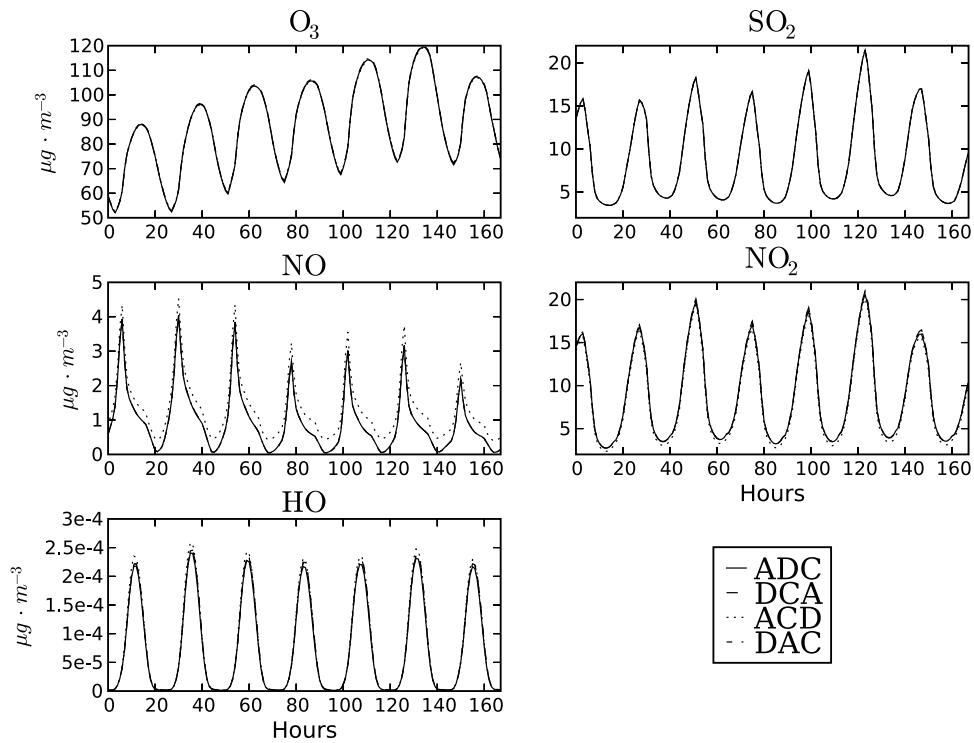 O₃
120
110
100
90
80
70
60
50
μg · m⁻³
0 20 40 60 80 100 120 140 160
SO₂
20
15
10
5
0 20 40 60 80 100 120 140 160
NO
5
4
3
2
1
0
μg · m⁻³
0 20 40 60 80 100 120 140 160
NO₂
20
15
10
5
0 20 40 60 80 100 120 140 160
Hours
HO
3e-4
2.5e-4
2e-4
1.5e-4
1e-4
5e-5
0
μg · m⁻³
0 20 40 60 80 100 120 140 160
Hours
ADC
DCA
ACD
DAC